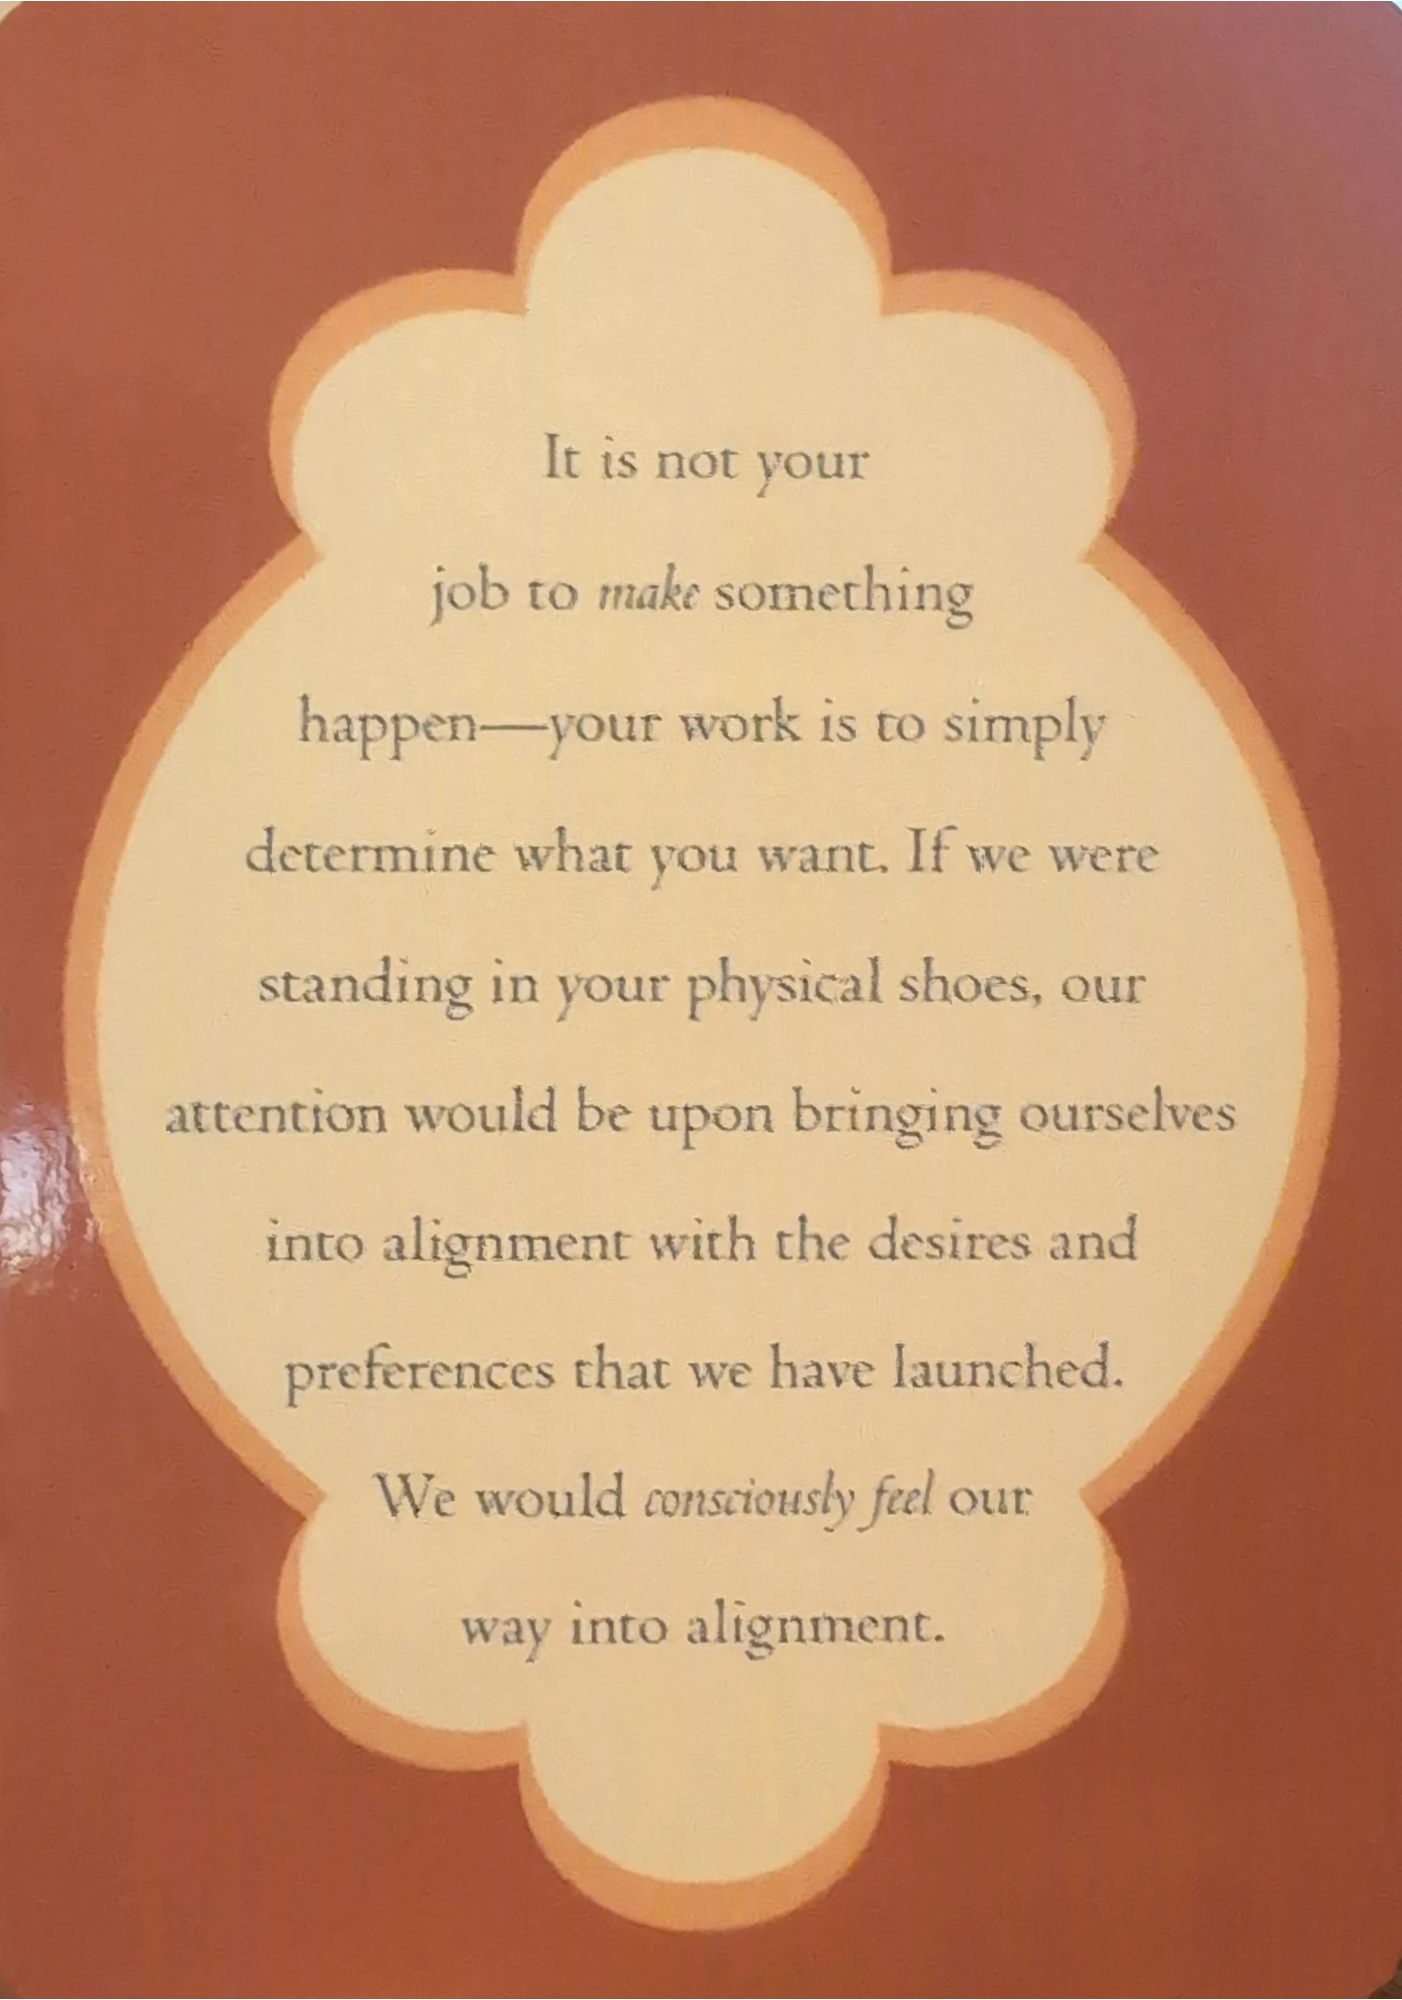 It is not your
job to make something
happen—your work is to simply
determine what you want. If we were
standing in your physical shoes, our
attention would be upon bringing ourselves
into alignment with the desires and
preferences that we have launched.
We would consciously feel our
way into alignment.